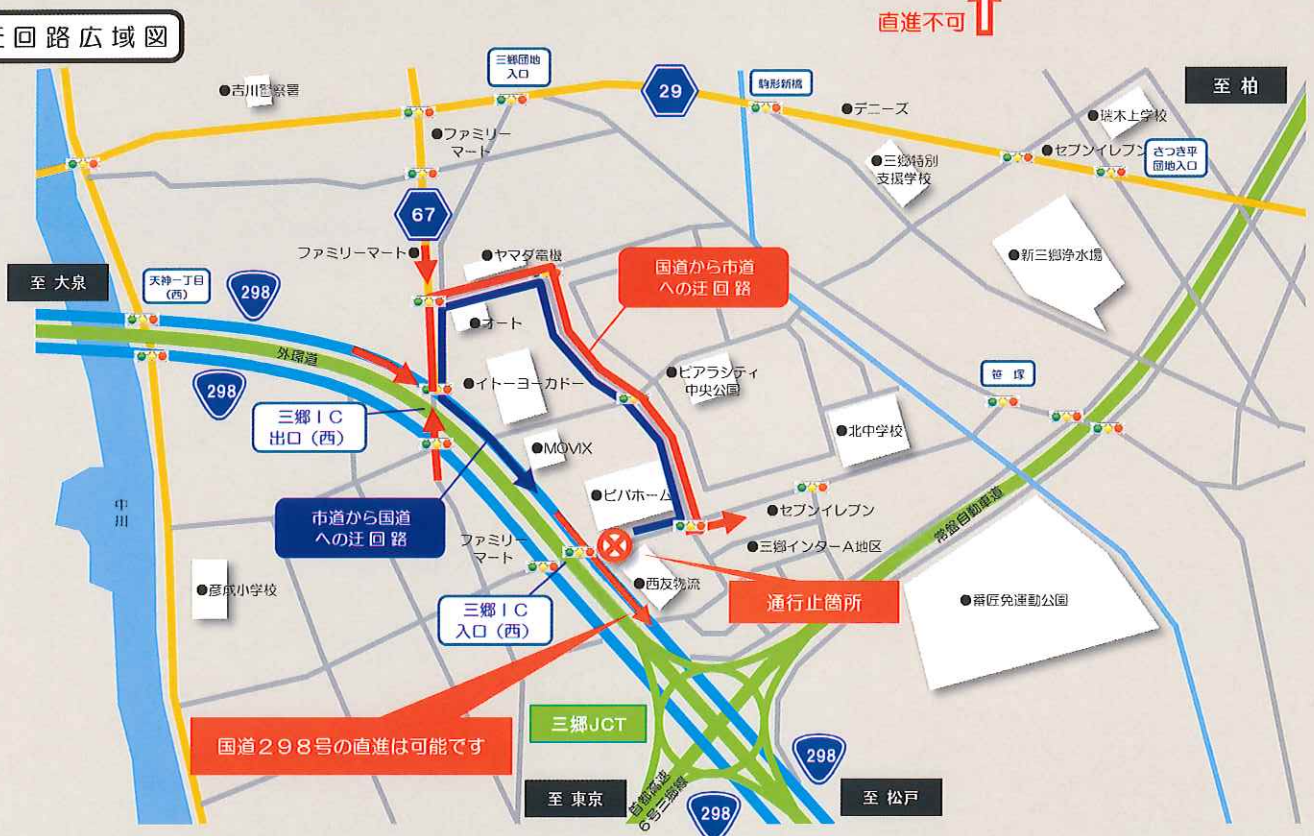 直進不可
迂回路広域図
三郷団地
入口
29
駒形新橋
至 柏
●吉川警察署
●デニーズ
●瑞木上学校
●ファミリー
マート
●セブンイレブン
さつき平
団地入口
●三郷特別
支援学校
67
ファミリーマート●
●ヤマダ電機
国道から市道
への迂回路
●新三郷浄水場
至 大泉
天神一丁目
(西)
298
●オート
外環道
●イトーヨーカドー
●ピアラシティ
中央公園
笹塚
298
三郷IC
出口(西)
●北中学校
●MOVIX
中川
市道から国道
への迂回路
●ビバホーム
●セブンイレブン
常磐自動車道
ファミリー
マート
●三郷インターA地区
●彦成小学校
●西友物流
通行止箇所
●番匠免運動公園
三郷IC
入口(西)
三郷JCT
国道298号の直進は可能です
298
至 東京
首都高速
6号三郷線
298
至 松戸